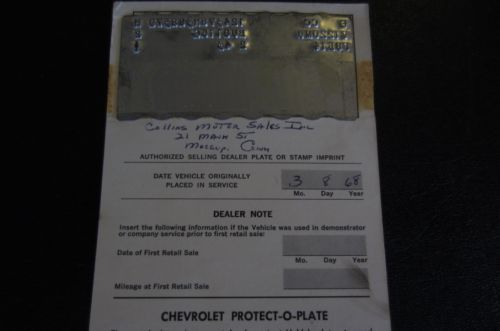 Collins Motor Sales Inc
21 Main St
Conn
AUTHORIZED SELLING DEALER PLATE OR STAMP IMPRINT
DATE VEHICLE ORIGINALLY
PLACED IN SERVICE
3 8 68
Mo. Day Year
DEALER NOTE
Insert the following information if the Vehicle was used in demonstrator
or company service prior to first retail sale:
Date of First Retail Sale
Mo. Day Year
Mileage at First Retail Sale
CHEVROLET PROTECT-O-PLATE